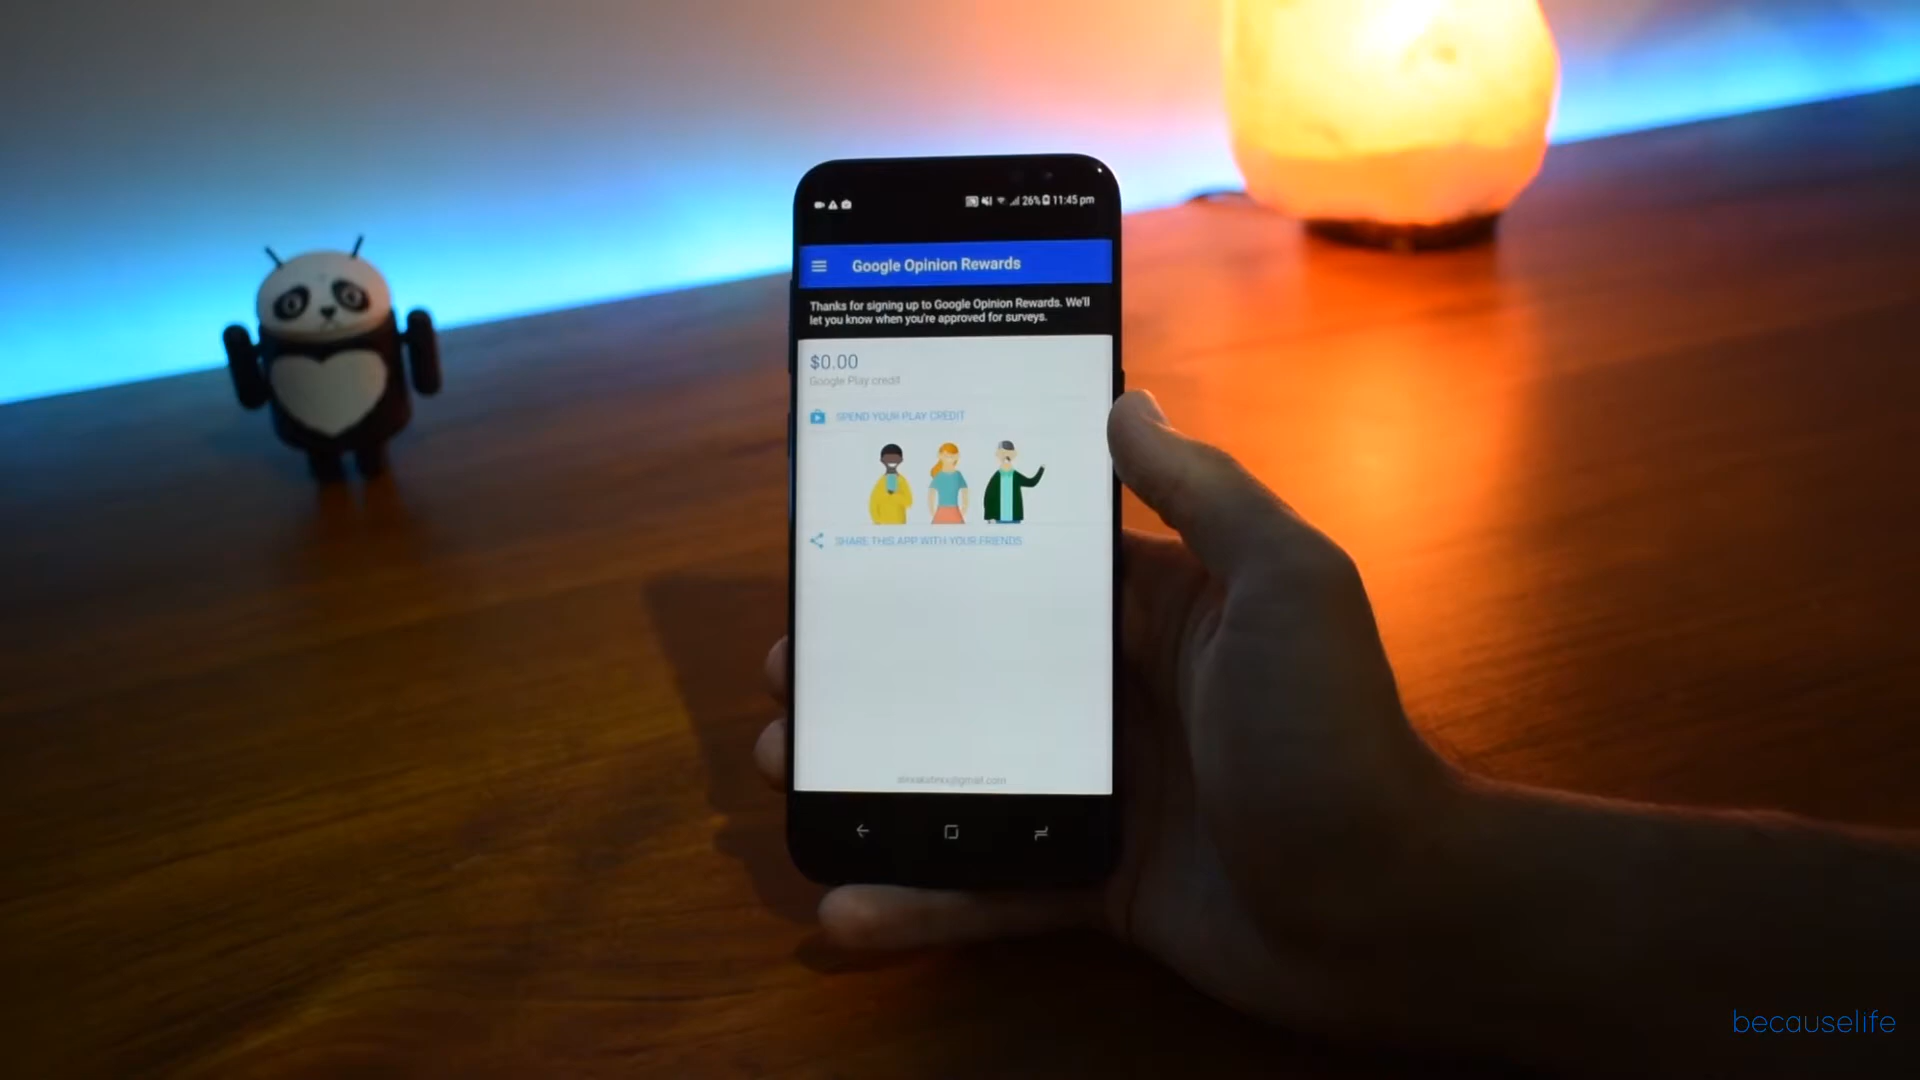 26% 11:45 pm
Google Opinion Rewards
Thanks for signing up to Google Opinion Rewards. We'll
let you know when you're approved for surveys.
$0.00
Google Play credit
SPEND YOUR PLAY CREDIT
SHARE THIS APP WITH YOUR FRIENDS
becauselife